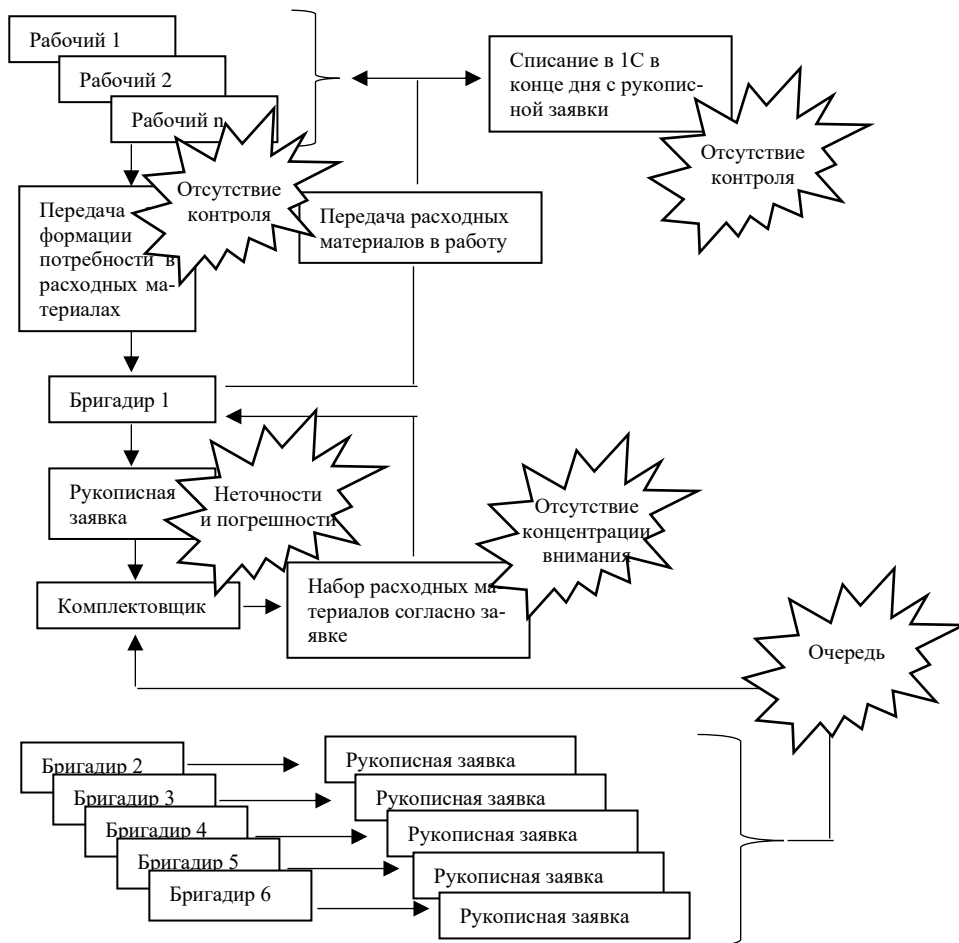 Рабочий 1
Рабочий 2
Рабочий n
Списание в 1С в
конце дня с рукопис-
ной заявки
Отсутствие
контроля
Отсутствие
контроля
Передача
формации
потребности в
расходных ма-
териалах
Передача расходных
материалов в работу
Бригадир 1
Рукописная
заявка
Неточности
и погрешности
Отсутствие
концентрации
внимания
Комплектовщик
Набор расходных ма-
териалов согласно за-
явке
Очередь
Бригадир 2
Рукописная заявка
Бригадир 3
Рукописная заявка
Бригадир 4
Рукописная заявка
Бригадир 5
Рукописная заявка
Бригадир 6
Рукописная заявка